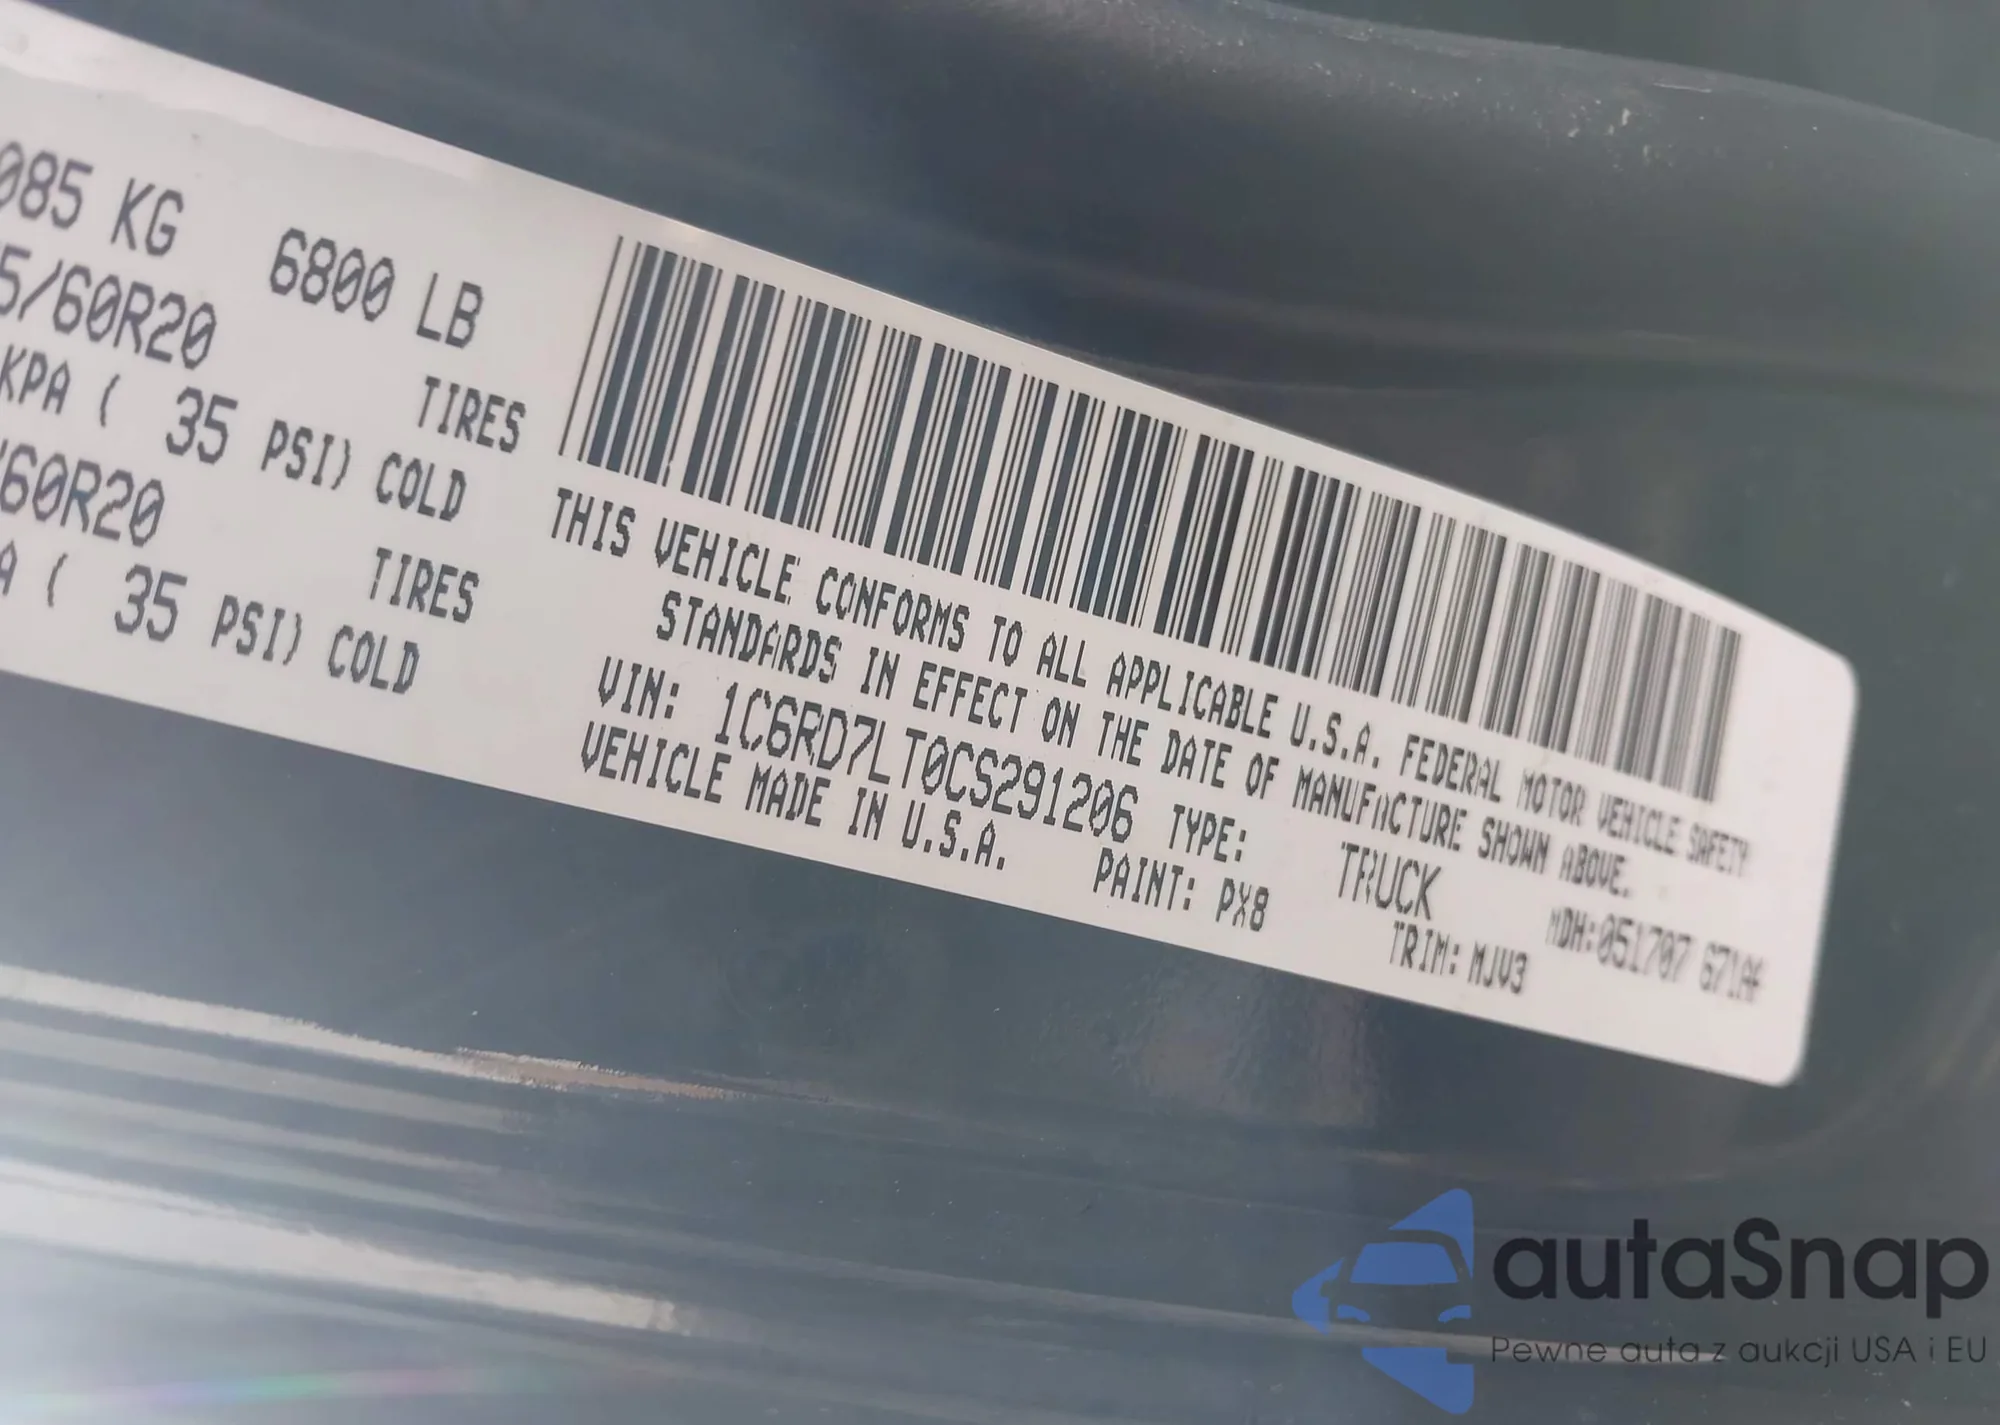 085 KG 6800 LB
5/60R20 TIRES
KPA ( 35 PSI) COLD
/60R20 TIRES
A ( 35 PSI) COLD
THIS VEHICLE CONFORMS TO ALL APPLICABLE U.S.A. FEDERAL MOTOR VEHICLE SAFETY
STANDARDS IN EFFECT ON THE DATE OF MANUFACTURE SHOWN ABOVE.
VIN: 1C6RD7LT0CS291206 TYPE: TRUCK MDH:051707 671AF
VEHICLE MADE IN U.S.A. PAINT: PX8 TRIM: MJV3
autaSnap
Pewne auta z aukcji USA i EU